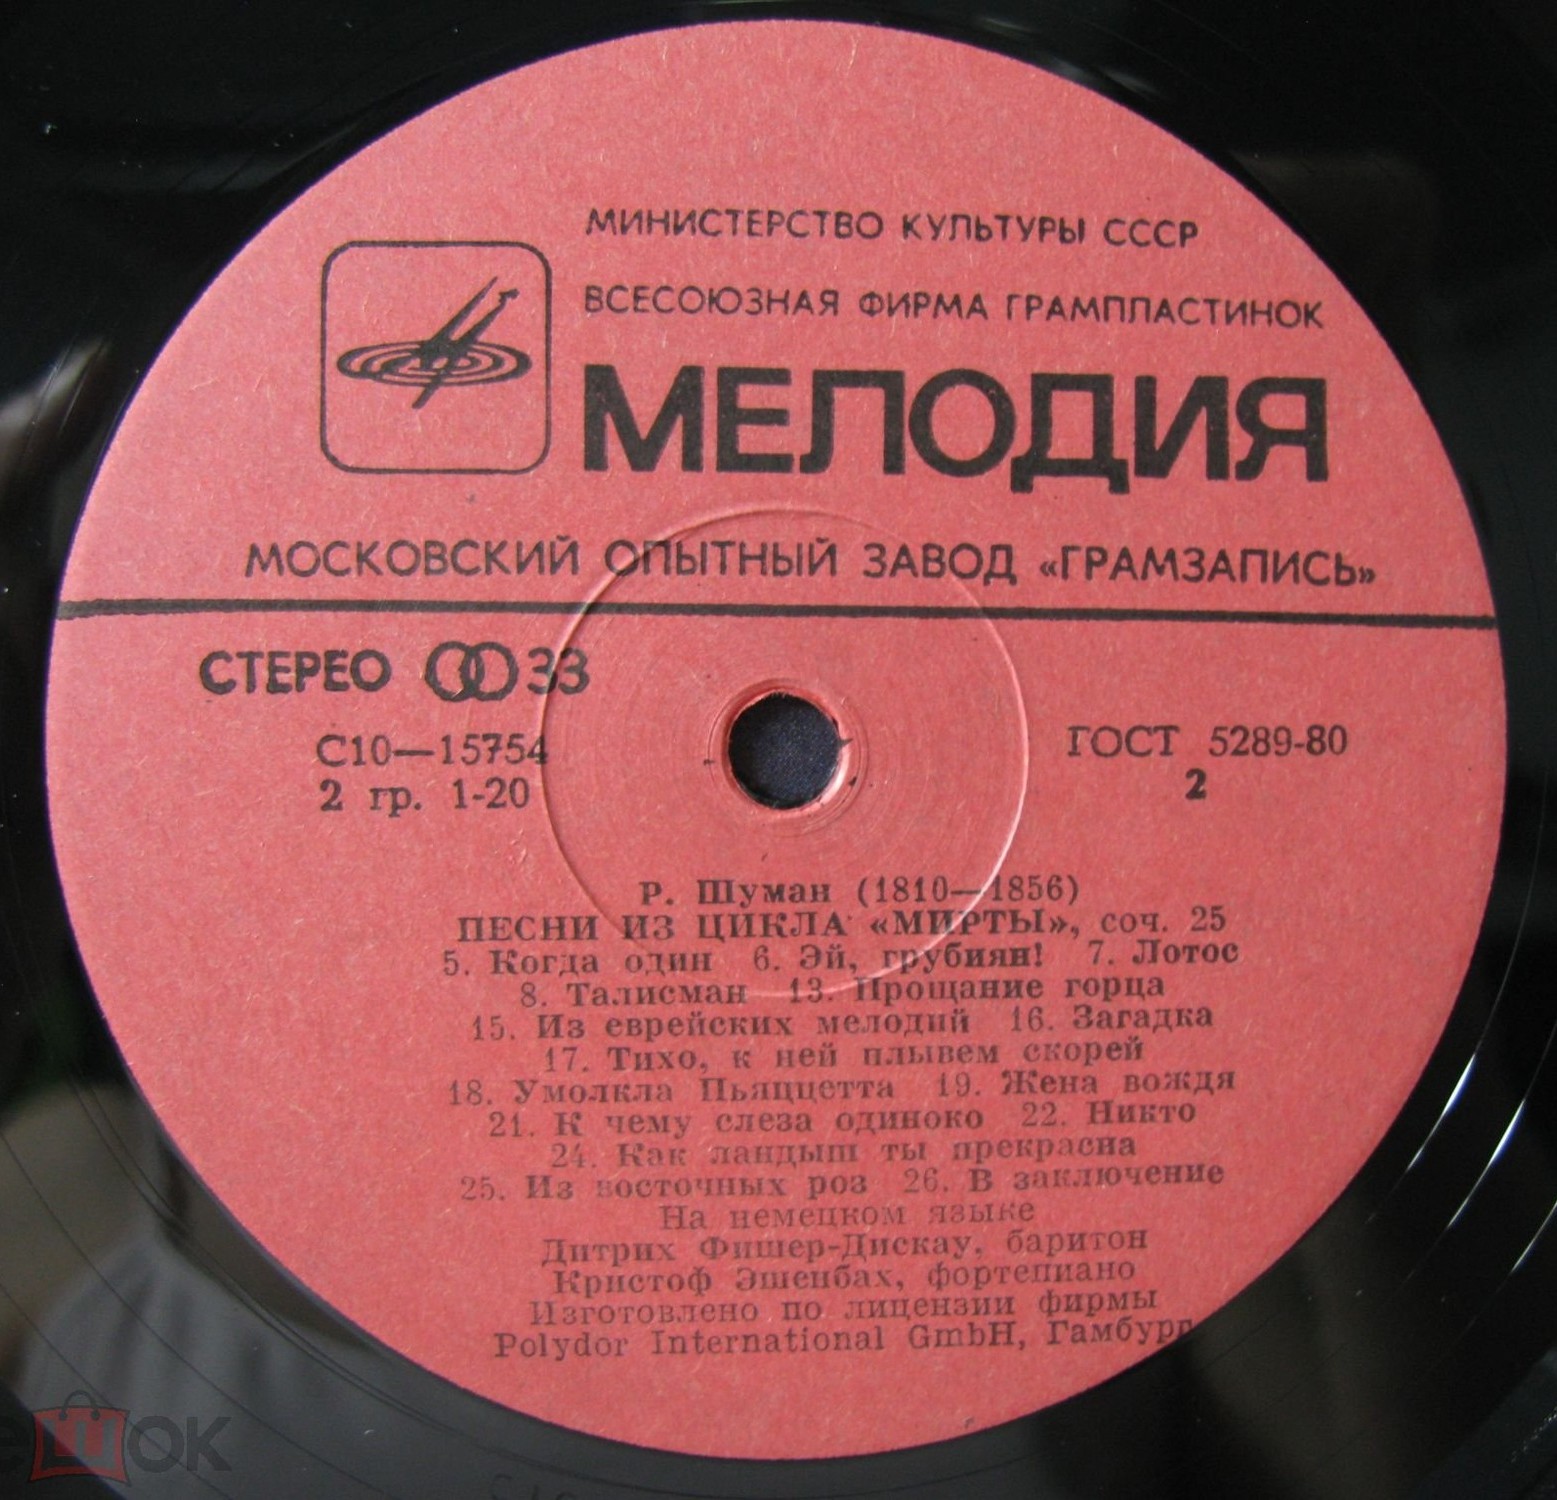 МИНИСТЕРСТВО КУЛЬТУРЫ СССР
ВСЕСОЮЗНАЯ ФИРМА ГРАМПЛАСТИНОК
МЕЛОДИЯ
МОСКОВСКИЙ ОПЫТНЫЙ ЗАВОД «ГРАМЗАПИСЬ»
СТЕРЕО 33
С10—15754
2 гр. 1-20
ГОСТ 5289-80
2
Р. Шуман (1810—1856)
ПЕСНИ ИЗ ЦИКЛА «МИРТЫ», соч. 25
5. Когда один 6. Эй, грубиян! 7. Лотос
8. Талисман 13. Прощание горца
15. Из еврейских мелодий 16. Загадка
17. Тихо, к ней плывем скорей
18. Умолкла Пьяццетта 19. Жена вождя
21. К чему слеза одиноко 22. Никто
24. Как ландыш ты прекрасна
25. Из восточных роз 26. В заключение
На немецком языке
Дитрих Фишер-Дискау, баритон
Кристоф Эшенбах, фортепиано
Изготовлено по лицензии фирмы
Polydor International GmbH, Гамбург
ешок